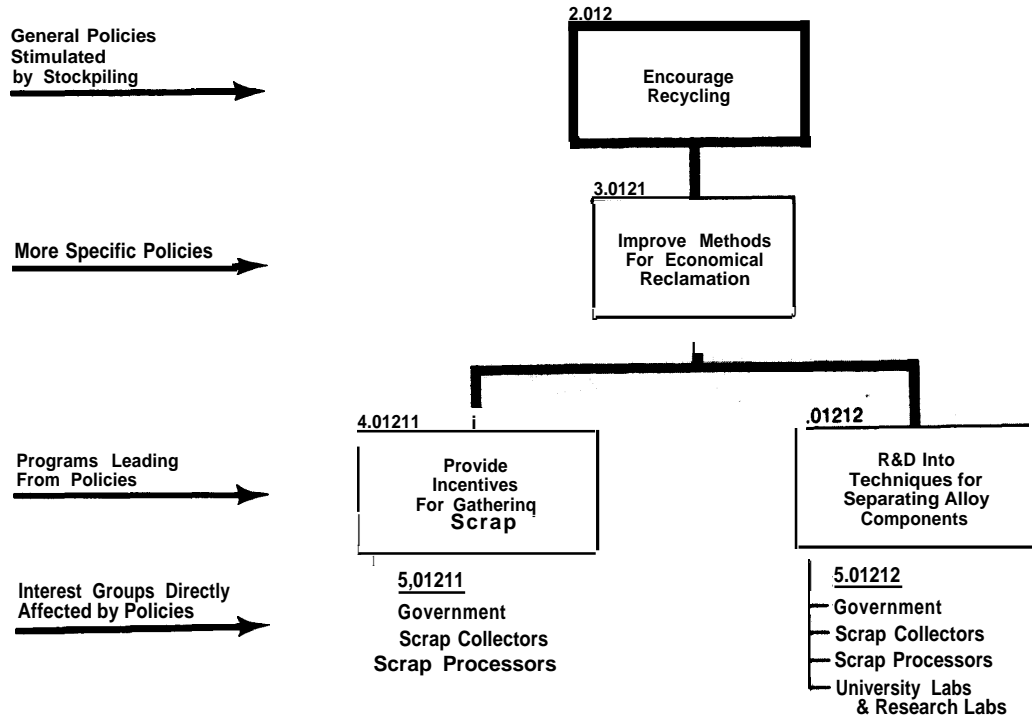 2.012
General Policies
Stimulated
by Stockpiling
Encourage
Recycling
3.0121
More Specific Policies
Improve Methods
For Economical
Reclamation
4.01211
.01212
Programs Leading
From Policies
Provide
Incentives
For Gatherinq
Scrap
R&D Into
Techniques for
Separating Alloy
Components
Interest Groups Directly
Affected by Policies
5,01211
Government
Scrap Collectors
Scrap Processors
5.01212
Government
Scrap Collectors
Scrap Processors
University Labs
& Research Labs